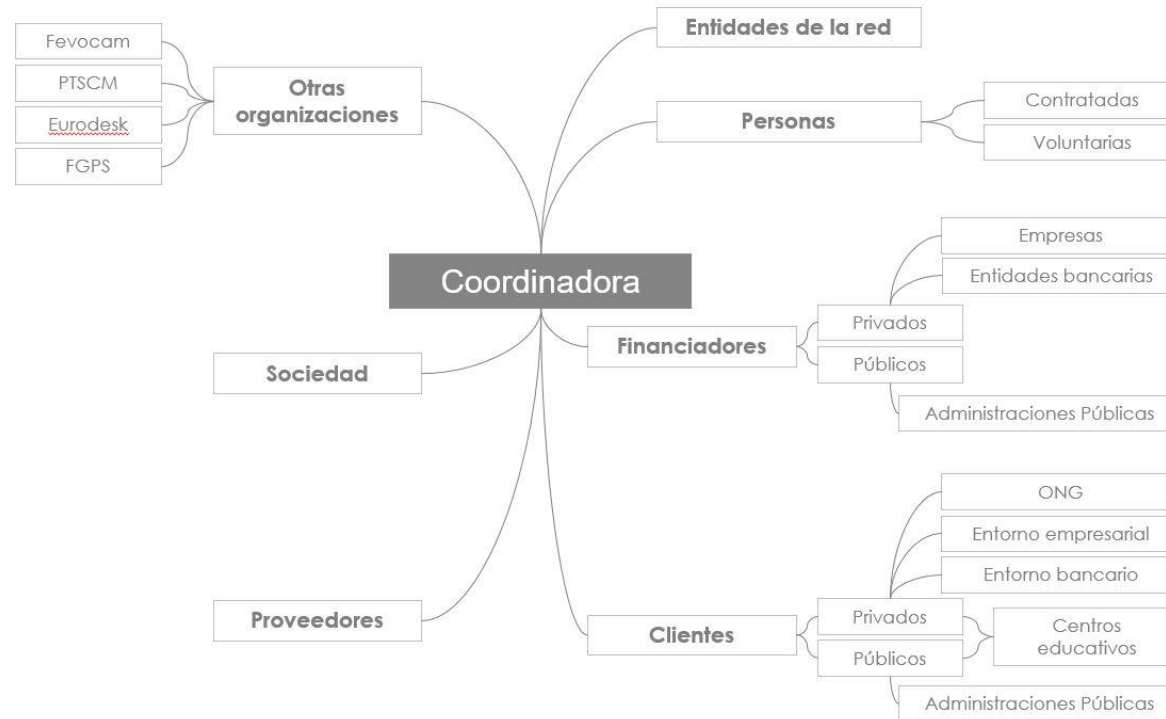 Entidades de la red
Fevocam
PTSCM
Eurodesk
FGPS
Otras
organizaciones
Personas
Contratadas
Voluntarias
Coordinadora
Empresas
Entidades bancarias
Privados
Financiadores
Públicos
Administraciones Públicas
Sociedad
ONG
Entorno empresarial
Entorno bancario
Proveedores
Clientes
Privados
Públicos
Centros
educativos
Administraciones Públicas